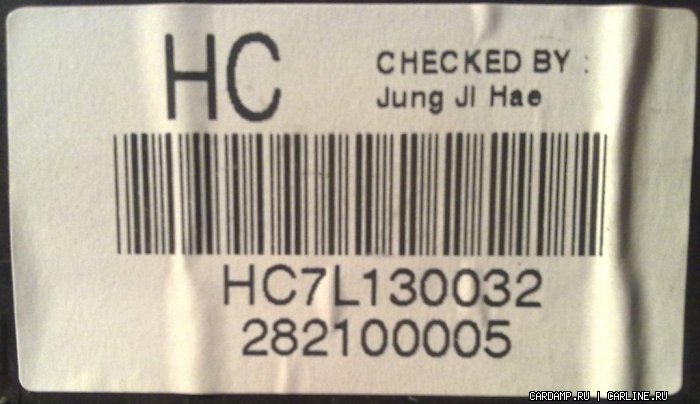 HC
CHECKED BY :
Jung JI Hae
HC7L130032
282100005
CARDAMP.RU | CARLINE.RU